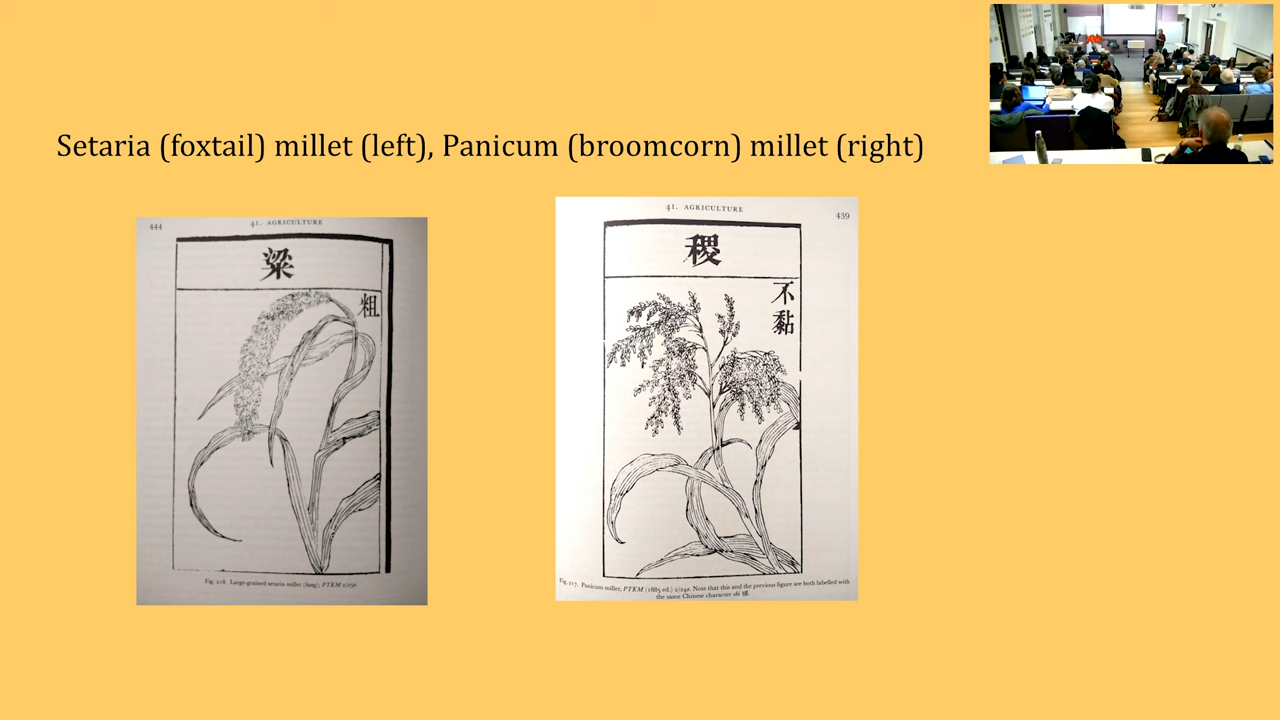 Setaria (foxtail) millet (left), Panicum (broomcorn) millet (right)
444
41. AGRICULTURE
粱
粗
Fig. 218. Large-grained setaria millet (liang); PTKM 2/150.
41. AGRICULTURE
439
稷
不黏
Fig. 217. Panicum millet; PTKM (1885 ed.) 2/242. Note that this and the previous figure are both labelled with
the same Chinese character chi 稷.